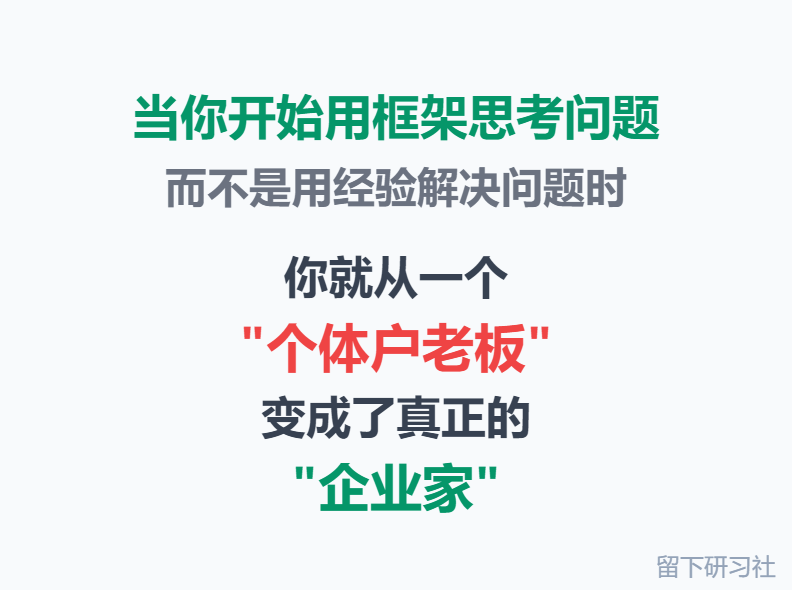 当你开始用框架思考问题
而不是用经验解决问题时
你就从一个
"个体户老板"
变成了真正的
"企业家"
留下研习社